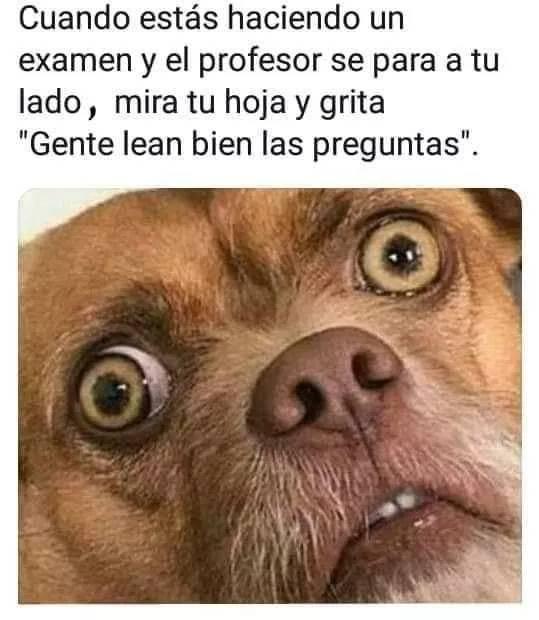 Cuando estás haciendo un
examen y el profesor se para a tu
lado, mira tu hoja y grita
"Gente lean bien las preguntas".